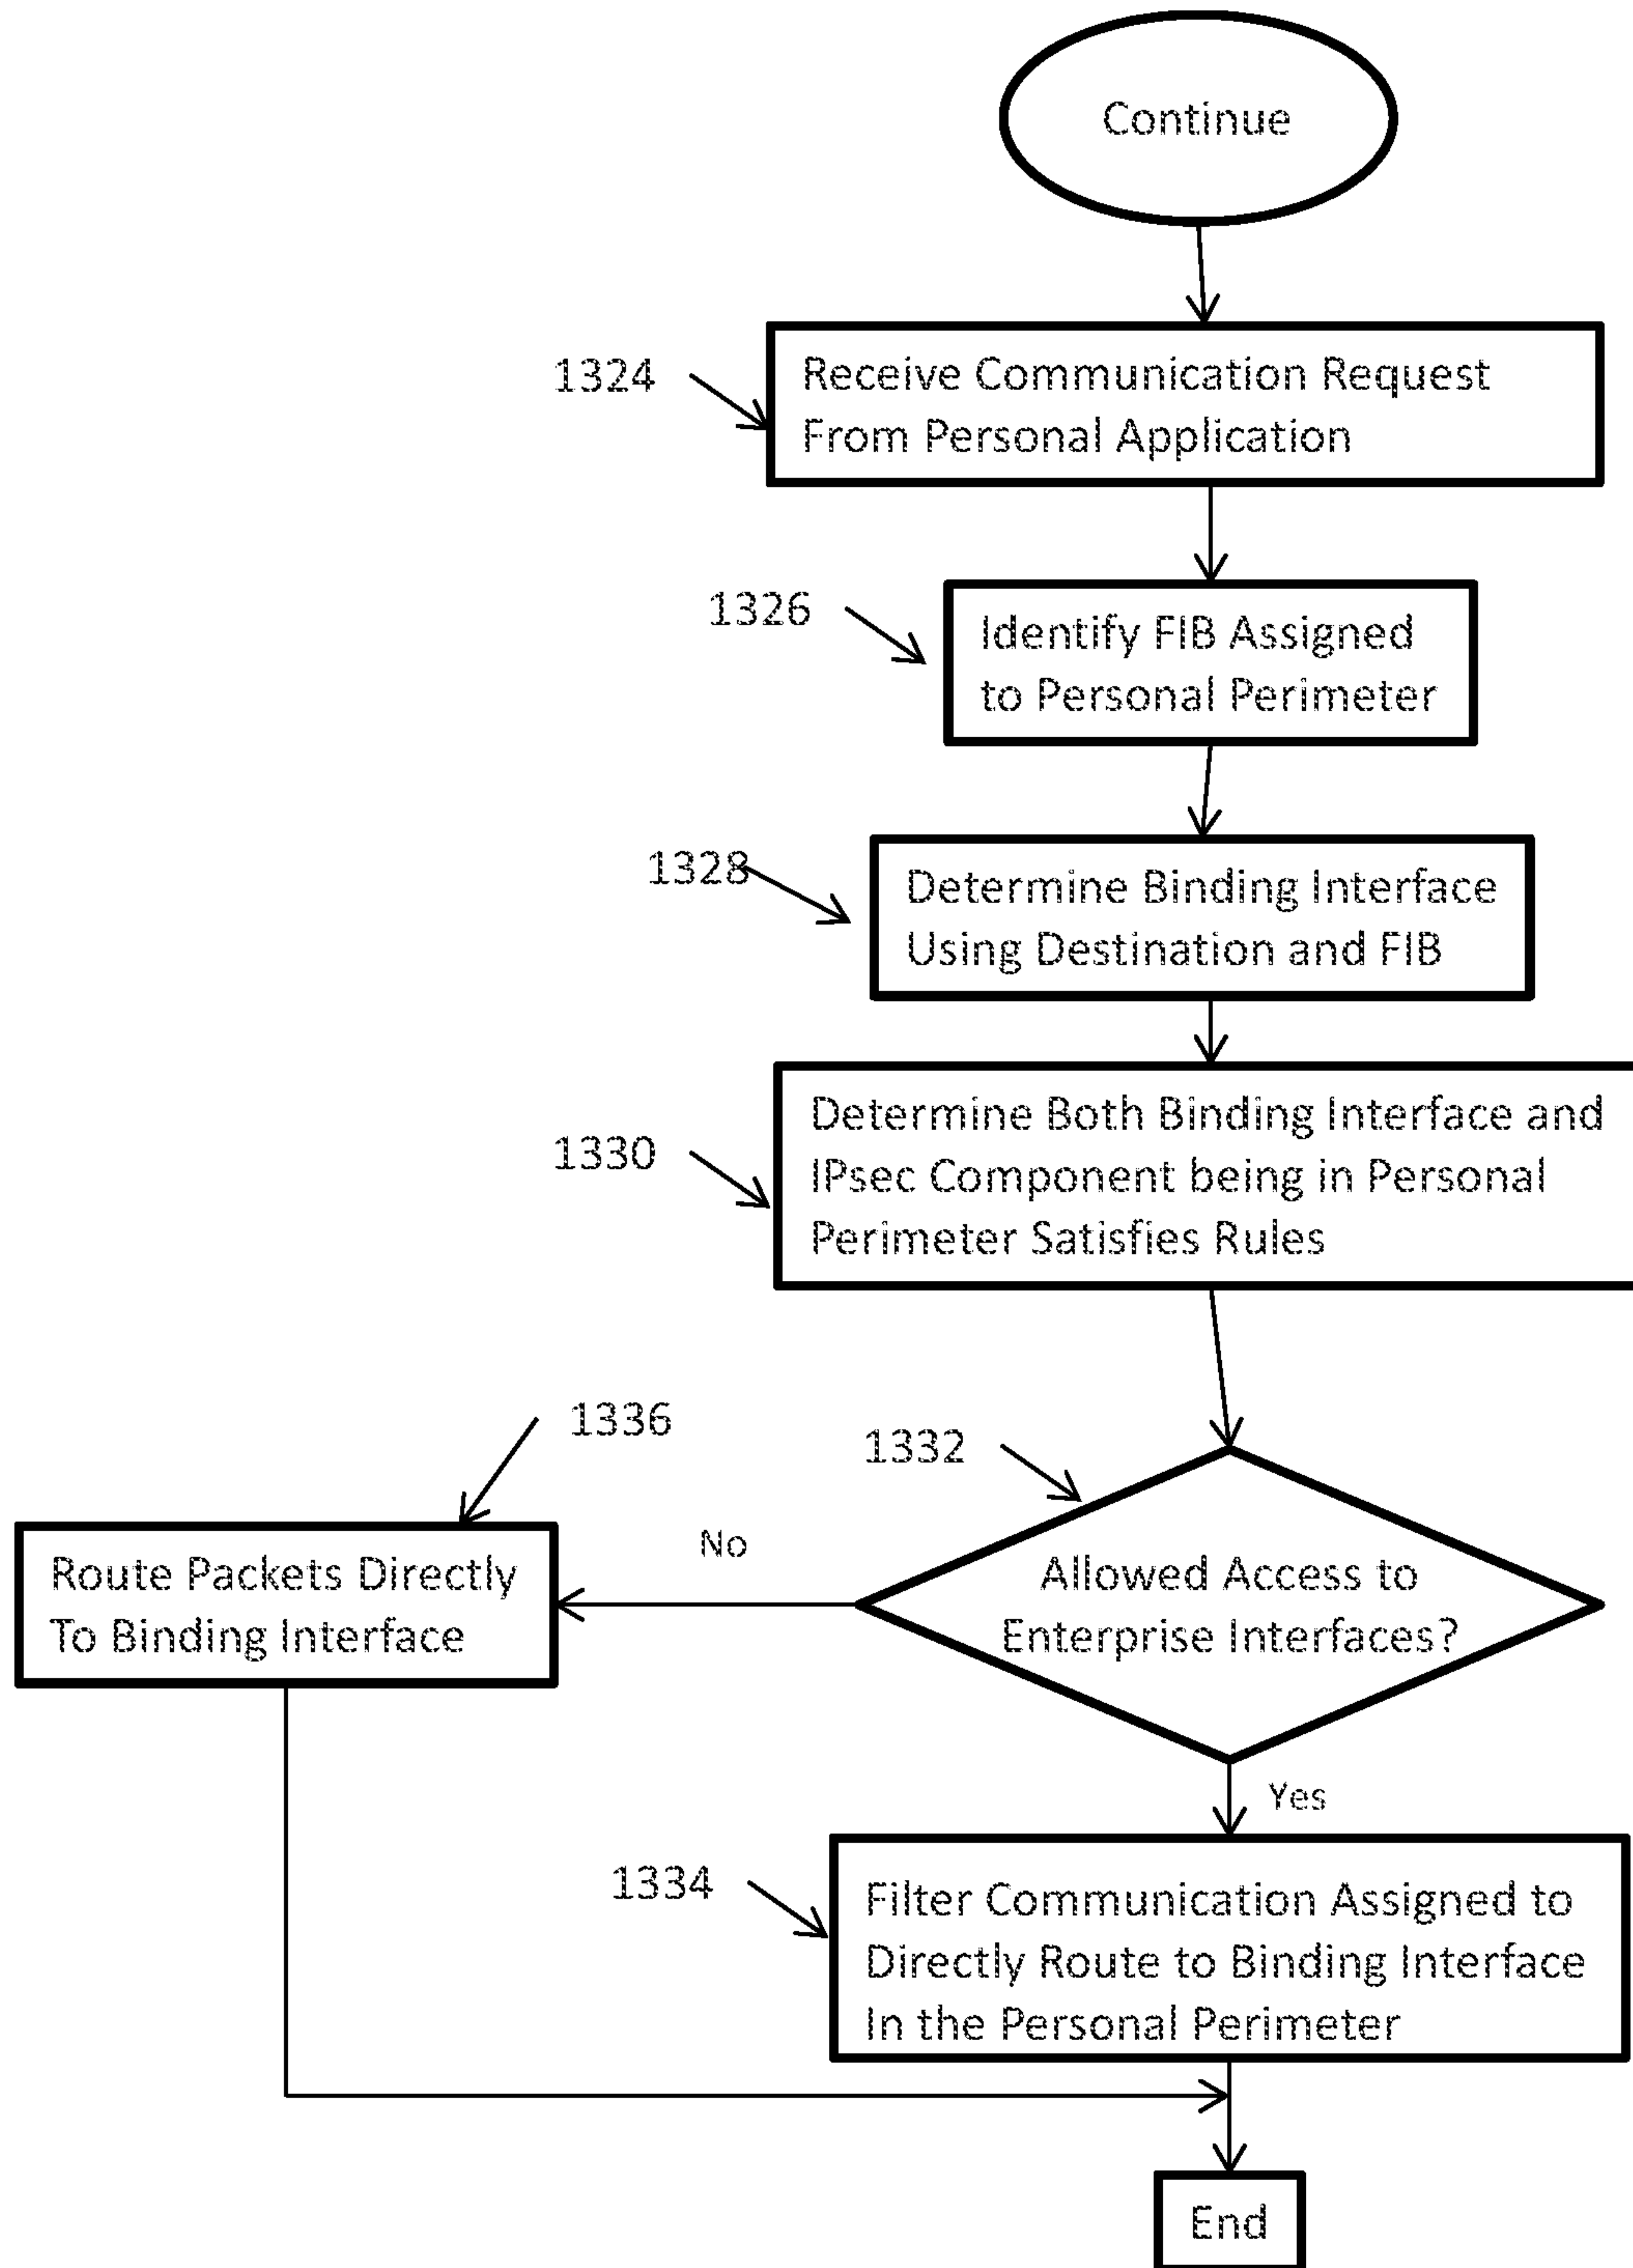 Continue
1324
Receive Communication Request
From Personal Application
1326
Identify FIB Assigned
to Personal Perimeter
1328
Determine Binding Interface
Using Destination and FIB
1330
Determine Both Binding Interface and
IPsec Component being in Personal
Perimeter Satisfies Rules
1336
1332
Route Packets Directly
To Binding Interface
No
Allowed Access to
Enterprise Interfaces?
Yes
1334
Filter Communication Assigned to
Directly Route to Binding Interface
In the Personal Perimeter
End